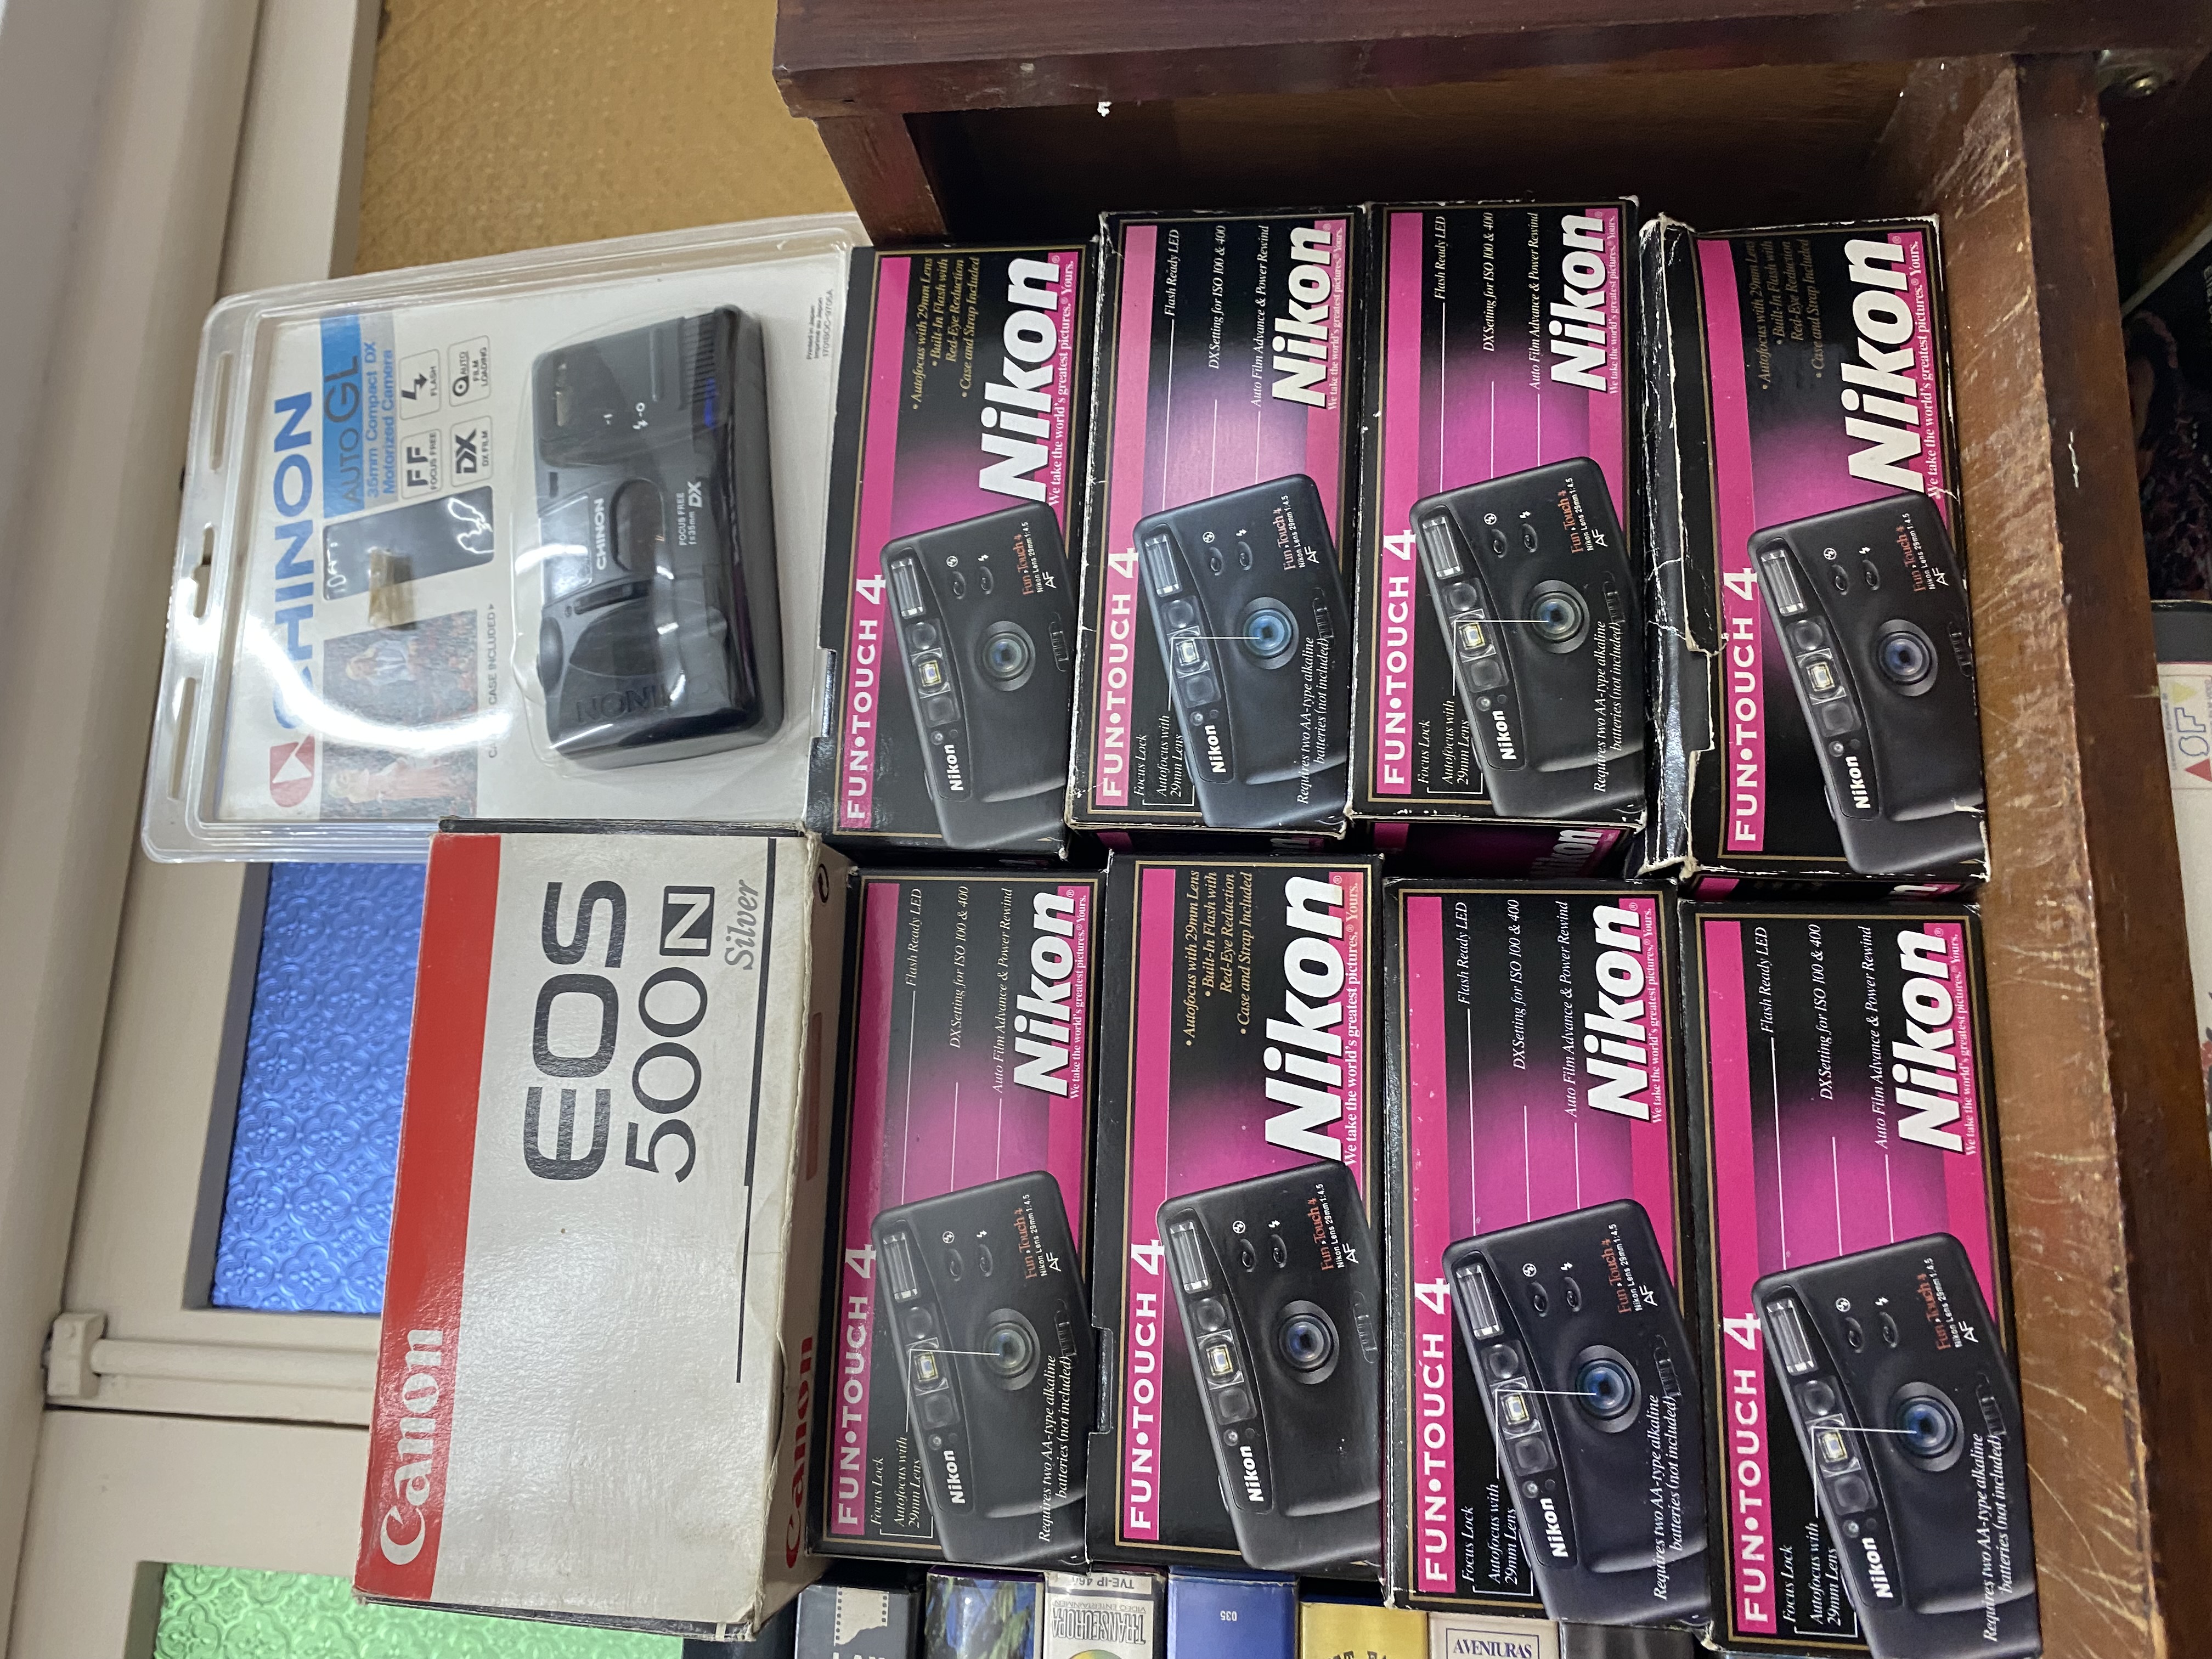 Canon
EOS
500N
Silver
Canon
CHINON
AUTO GL
35mm Compact DX
Motorized Camera
FF
FOCUS FREE
FLASH
DX
DX FILM
AUTO
FILM
LOADING
CASE INCLUDED
CHINON
FOCUS FREE
f=35mm DX
Printed in Japan
Imprimé au Japon
FUN•TOUCH 4
Focus Lock
Autofocus with
29mm Lens
Flash Ready LED
DX Setting for ISO 100 & 400
Auto Film Advance & Power Rewind
Nikon
Fun•Touch 4
Nikon Lens 29mm 1:4.5
AF
Requires two AA-type alkaline
batteries (not included)
Nikon®
We take the world's greatest pictures.® Yours.
FUN•TOUCH 4
• Autofocus with 29mm Lens
• Built-In Flash with
Red-Eye Reduction
• Case and Strap Included
Nikon
Fun•Touch 4
Nikon Lens 29mm 1:4.5
AF
Nikon®
We take the world's greatest pictures.® Yours.
FUN•TOUCH 4
• Autofocus with 29mm Lens
• Built-In Flash with
Red-Eye Reduction
• Case and Strap Included
Nikon
Fun•Touch 4
Nikon Lens 29mm 1:4.5
AF
Nikon®
We take the world's greatest pictures.® Yours.
FUN•TOUCH 4
Focus Lock
Autofocus with
29mm Lens
Flash Ready LED
DX Setting for ISO 100 & 400
Auto Film Advance & Power Rewind
Nikon
Fun•Touch 4
Nikon Lens 29mm 1:4.5
AF
Requires two AA-type alkaline
batteries (not included)
Nikon®
We take the world's greatest pictures.® Yours.
FUN•TOUCH 4
Focus Lock
Autofocus with
29mm Lens
Flash Ready LED
DX Setting for ISO 100 & 400
Auto Film Advance & Power Rewind
Nikon
Fun•Touch 4
Nikon Lens 29mm 1:4.5
AF
Requires two AA-type alkaline
batteries (not included)
Nikon®
We take the world's greatest pictures.® Yours.
FUN•TOUCH 4
Focus Lock
Autofocus with
29mm Lens
Flash Ready LED
DX Setting for ISO 100 & 400
Auto Film Advance & Power Rewind
Nikon
Fun•Touch 4
Nikon Lens 29mm 1:4.5
AF
Requires two AA-type alkaline
batteries (not included)
Nikon®
We take the world's greatest pictures.® Yours.
Nikon
FUN•TOUCH 4
Focus Lock
Autofocus with
29mm Lens
Flash Ready LED
DX Setting for ISO 100 & 400
Auto Film Advance & Power Rewind
Nikon
Fun•Touch 4
Nikon Lens 29mm 1:4.5
AF
Requires two AA-type alkaline
batteries (not included)
Nikon®
We take the world's greatest pictures.® Yours.
FUN•TOUCH 4
• Autofocus with 29mm Lens
• Built-In Flash with
Red-Eye Reduction
• Case and Strap Included
Nikon
Fun•Touch 4
Nikon Lens 29mm 1:4.5
AF
Nikon®
We take the world's greatest pictures.® Yours.
TRANSEUROPA
035